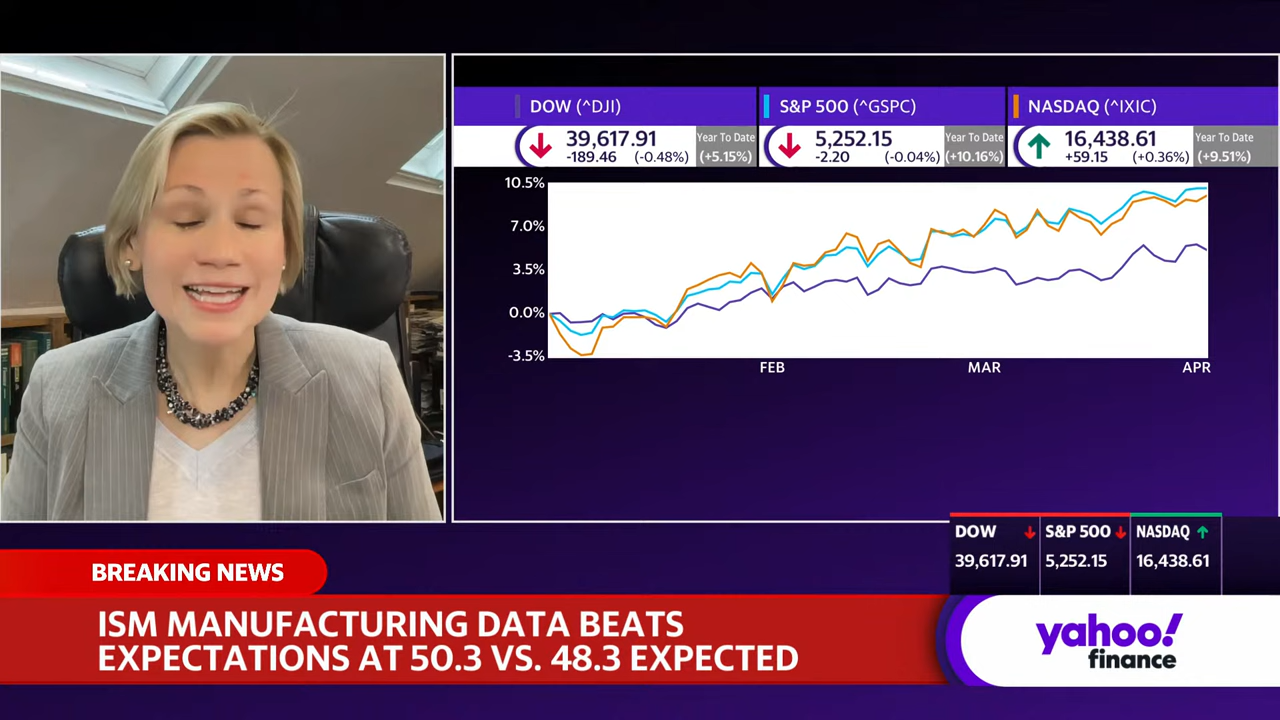 DOW (^DJI)
39,617.91
-189.46 (-0.48%)
Year To Date
(+5.15%)
S&P 500 (^GSPC)
5,252.15
-2.20 (-0.04%)
Year To Date
(+10.16%)
NASDAQ (^IXIC)
16,438.61
+59.15 (+0.36%)
Year To Date
(+9.51%)
10.5%
7.0%
3.5%
0.0%
-3.5%
FEB MAR APR
DOW S&P 500 NASDAQ
39,617.91 5,252.15 16,438.61
BREAKING NEWS
ISM MANUFACTURING DATA BEATS
EXPECTATIONS AT 50.3 VS. 48.3 EXPECTED
yahoo!
finance